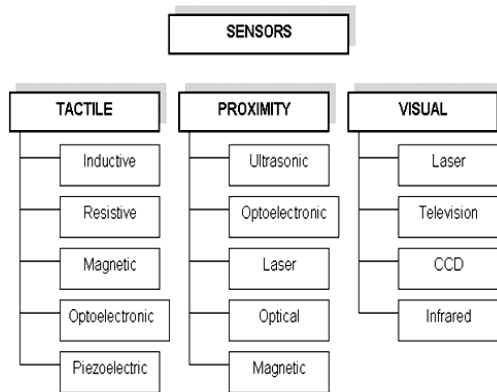 SENSORS
TACTILE
Inductive
Resistive
Magnetic
Optoelectronic
Piezoelectric
PROXIMITY
Ultrasonic
Optoelectronic
Laser
Optical
Magnetic
VISUAL
Laser
Television
CCD
Infrared